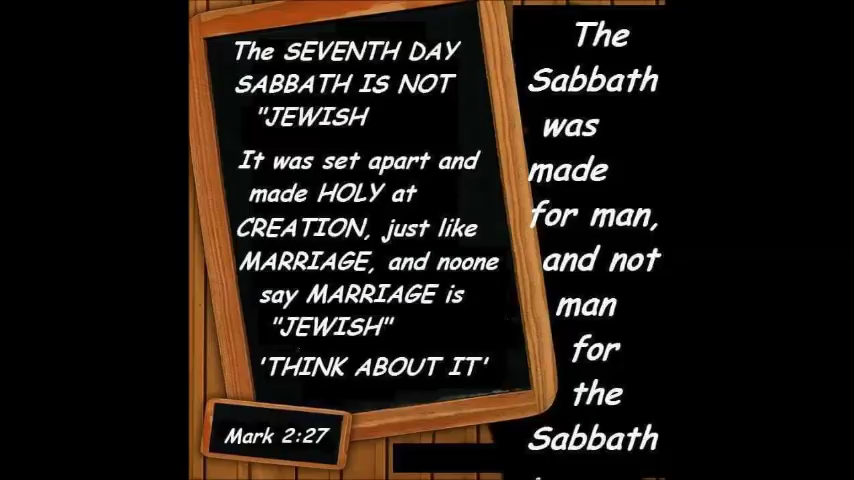 The SEVENTH DAY
SABBATH IS NOT
"JEWISH
It was set apart and
made HOLY at
CREATION, just like
MARRIAGE, and noone
say MARRIAGE is
"JEWISH"
'THINK ABOUT IT'
Mark 2:27
The
Sabbath
was
made
for man,
and not
man
for
the
Sabbath